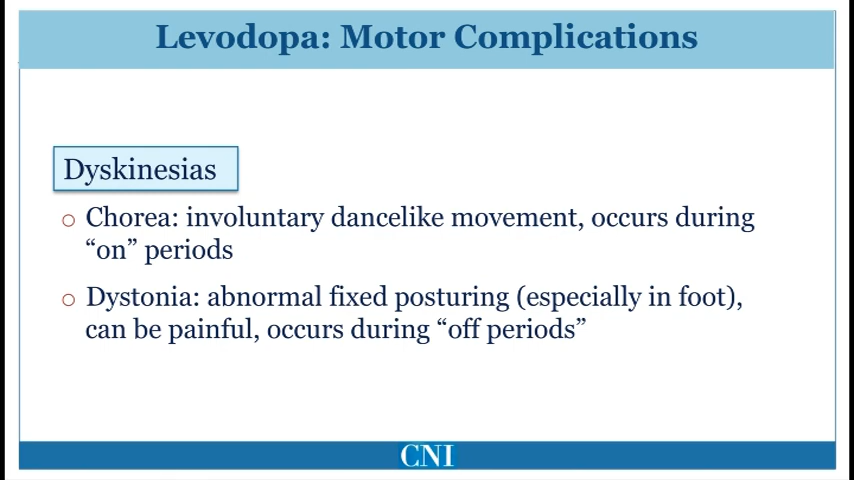 Levodopa: Motor Complications
Dyskinesias
○ Chorea: involuntary dancelike movement, occurs during
“on” periods
○ Dystonia: abnormal fixed posturing (especially in foot),
can be painful, occurs during “off periods”
CNI